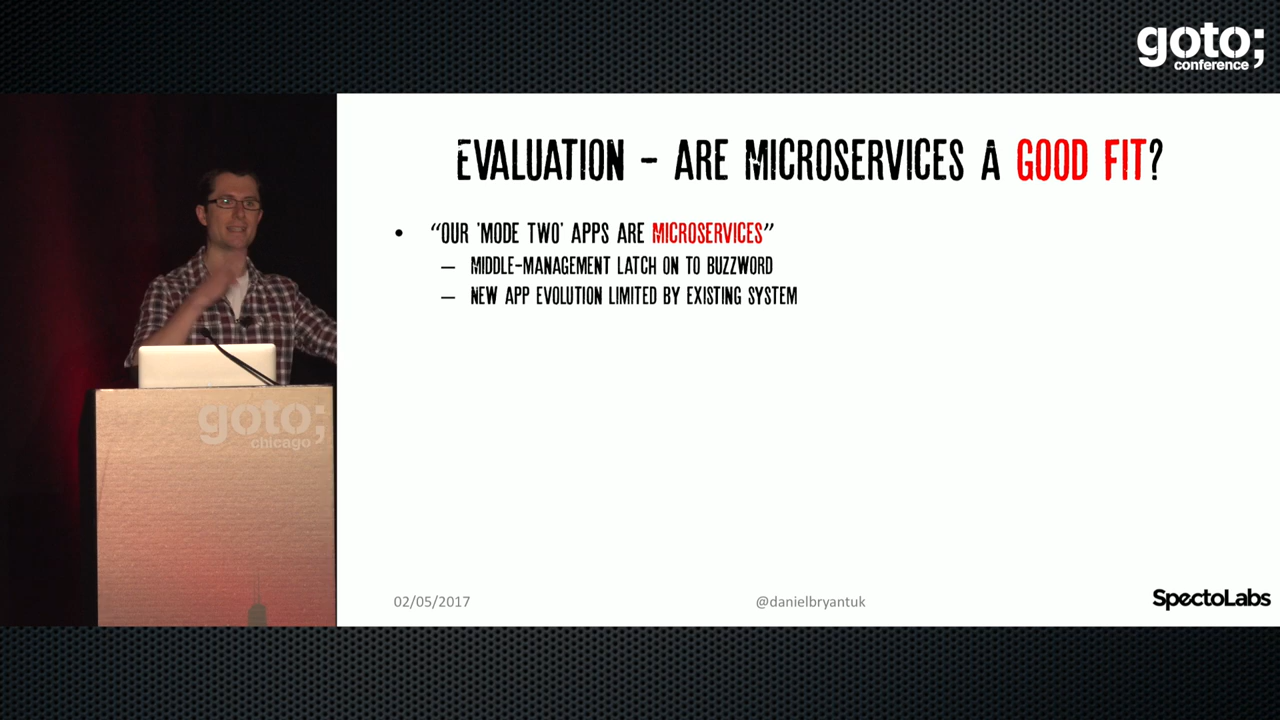 goto;
conference
EVALUATION – ARE MICROSERVICES A GOOD FIT?
• “OUR ‘MODE TWO’ APPS ARE MICROSERVICES”
– MIDDLE-MANAGEMENT LATCH ON TO BUZZWORD
– NEW APP EVOLUTION LIMITED BY EXISTING SYSTEM
goto;
chicago
02/05/2017
@danielbryantuk
SpectoLabs